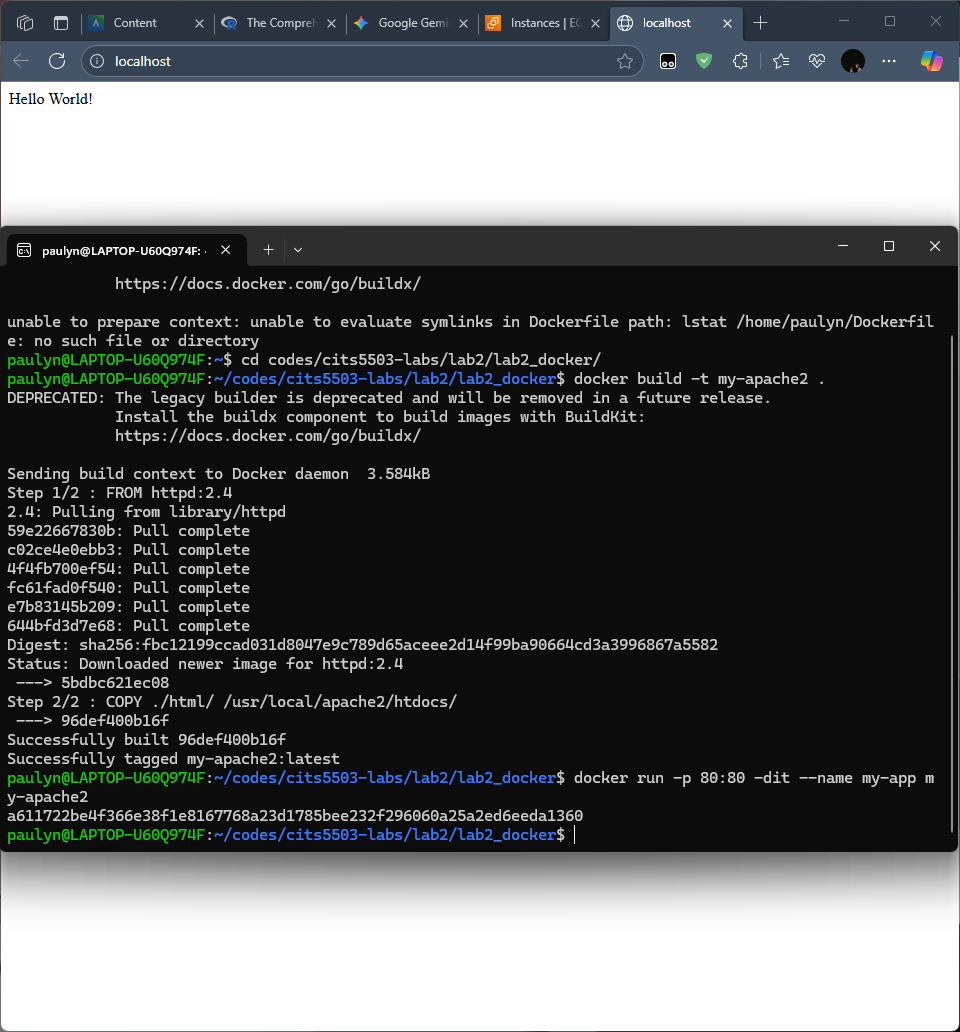 Content
The Compreh
Google Gemi
Instances | EC
localhost
localhost
Hello World!
paulyn@LAPTOP-U60Q974F: -
https://docs.docker.com/go/buildx/
unable to prepare context: unable to evaluate symlinks in Dockerfile path: lstat /home/paulyn/Dockerfil
e: no such file or directory
paulyn@LAPTOP-U60Q974F:~$ cd codes/cits5503-labs/lab2/lab2_docker/
paulyn@LAPTOP-U60Q974F:~/codes/cits5503-labs/lab2/lab2_docker$ docker build -t my-apache2 .
DEPRECATED: The legacy builder is deprecated and will be removed in a future release.
Install the buildx component to build images with BuildKit:
https://docs.docker.com/go/buildx/
Sending build context to Docker daemon  3.584kB
Step 1/2 : FROM httpd:2.4
2.4: Pulling from library/httpd
59e22667830b: Pull complete
c02ce4e0ebb3: Pull complete
4f4fb700ef54: Pull complete
fc61fad0f540: Pull complete
e7b83145b209: Pull complete
644bfd3d7e68: Pull complete
Digest: sha256:fbc12199ccad031d8047e9c789d65aceee2d14f99ba90664cd3a3996867a5582
Status: Downloaded newer image for httpd:2.4
---> 5bdbc621ec08
Step 2/2 : COPY ./html/ /usr/local/apache2/htdocs/
---> 96def400b16f
Successfully built 96def400b16f
Successfully tagged my-apache2:latest
paulyn@LAPTOP-U60Q974F:~/codes/cits5503-labs/lab2/lab2_docker$ docker run -p 80:80 -dit --name my-app m
y-apache2
a611722be4f366e38f1e8167768a23d1785bee232f296060a25a2ed6eeda1360
paulyn@LAPTOP-U60Q974F:~/codes/cits5503-labs/lab2/lab2_docker$